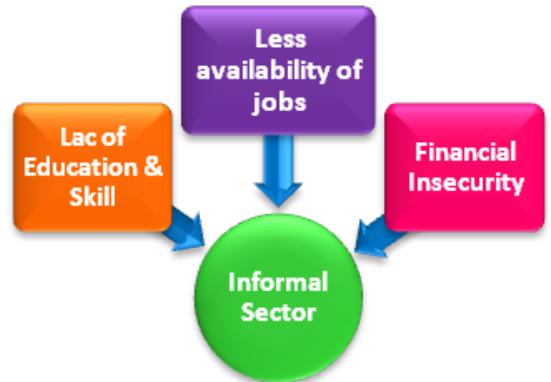 Less
availability of
jobs
Lac of
Education &
Skill
Financial
Insecurity
Informal
Sector